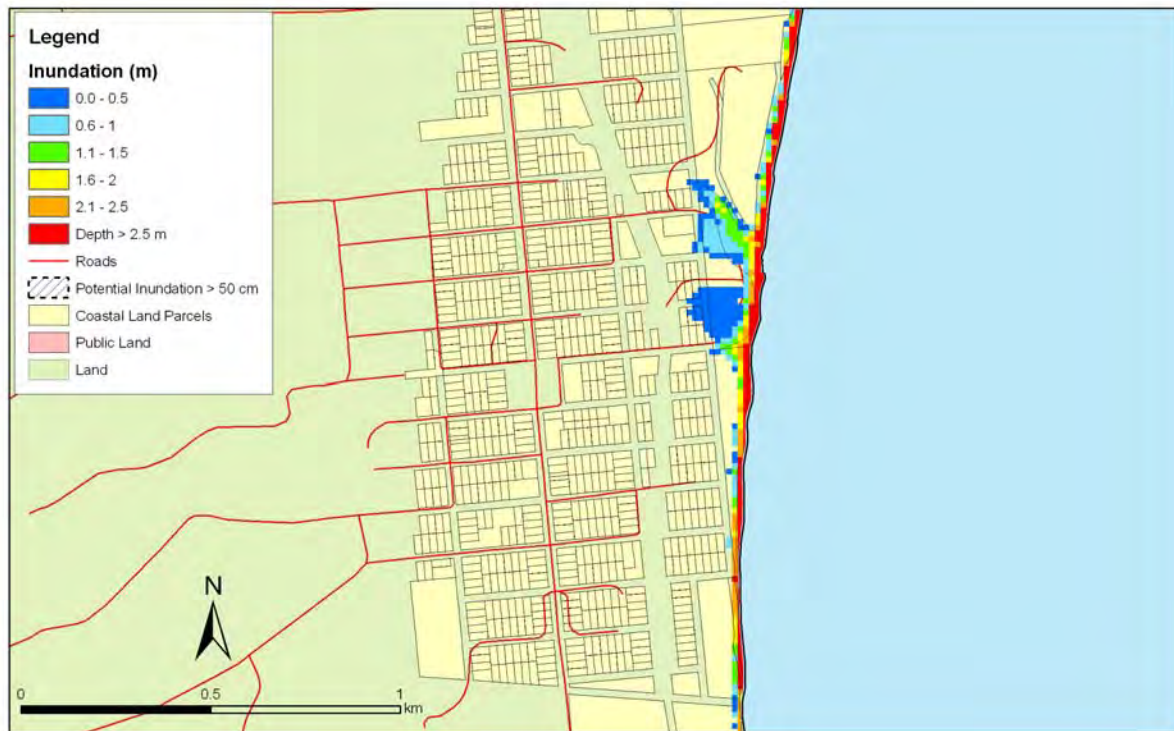 Legend
Inundation (m)
0.0 - 0.5
0.6 - 1
1.1 - 1.5
1.6 - 2
2.1 - 2.5
Depth > 2.5 m
Roads
Potential Inundation > 50 cm
Coastal Land Parcels
Public Land
Land
N
0 0.5 1
km